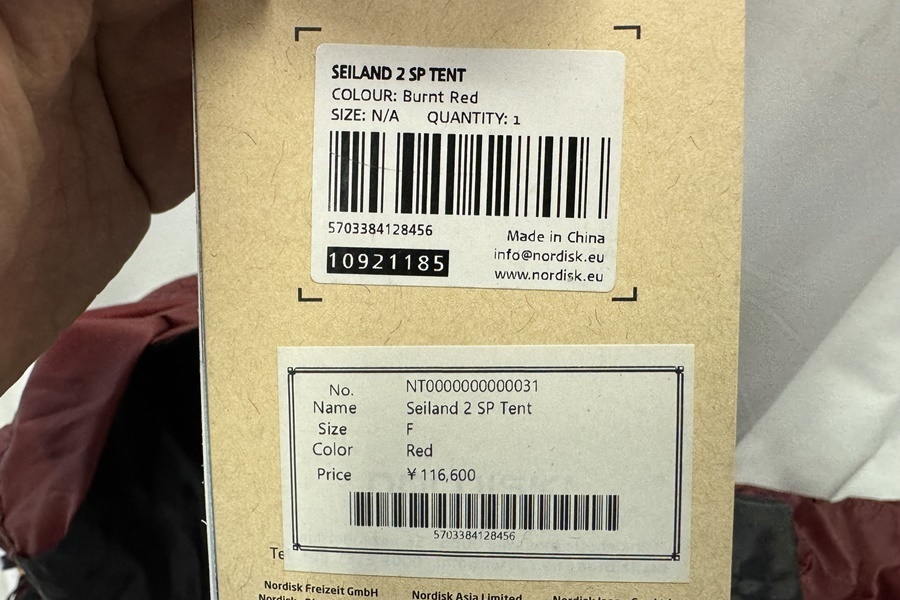 SEILAND 2 SP TENT
COLOUR: Burnt Red
SIZE: N/A QUANTITY: 1
5703384128456
Made in China
10921185
info@nordisk.eu
www.nordisk.eu
No. NT0000000000031
Name Seiland 2 SP Tent
Size F
Color Red
Price ¥ 116,600
5703384128456
Te
Nordisk Freizeit GmbH
Nordisk Asia Limited